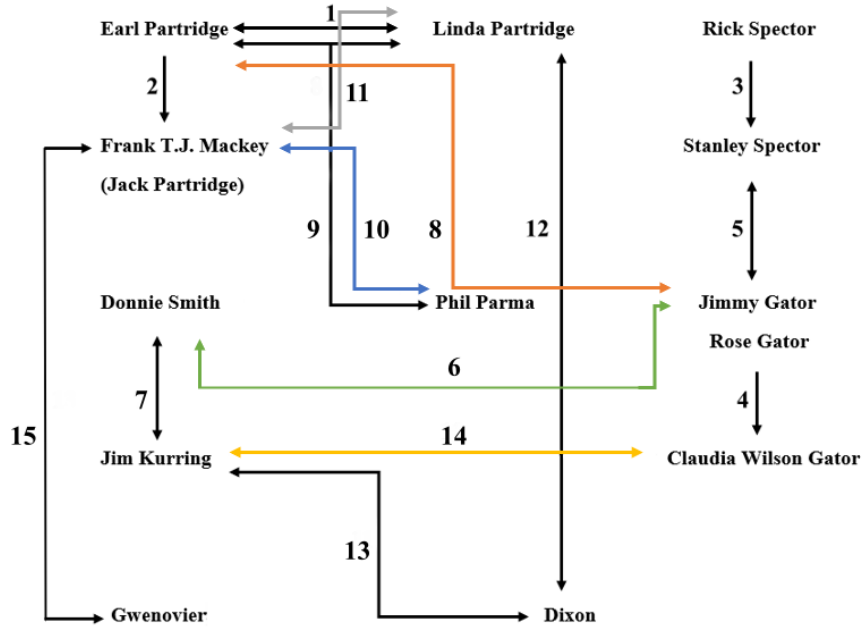 1
Earl Partridge
Linda Partridge
Rick Spector
2
11
3
Frank T.J. Mackey
Stanley Spector
(Jack Partridge)
9
10
8
12
5
Donnie Smith
Phil Parma
Jimmy Gator
Rose Gator
6
7
4
15
14
Jim Kurring
Claudia Wilson Gator
13
Gwenovier
Dixon